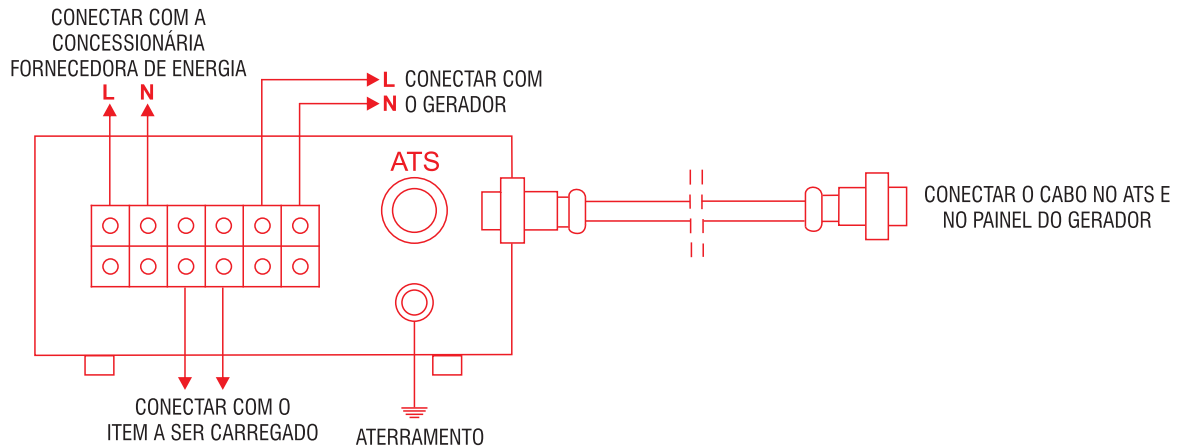 CONECTAR COM A
CONCESSIONÁRIA
FORNECEDORA DE ENERGIA
L N
L CONECTAR COM
N O GERADOR
ATS
CONECTAR O CABO NO ATS E
NO PAINEL DO GERADOR
CONECTAR COM O
ITEM A SER CARREGADO
ATERRAMENTO